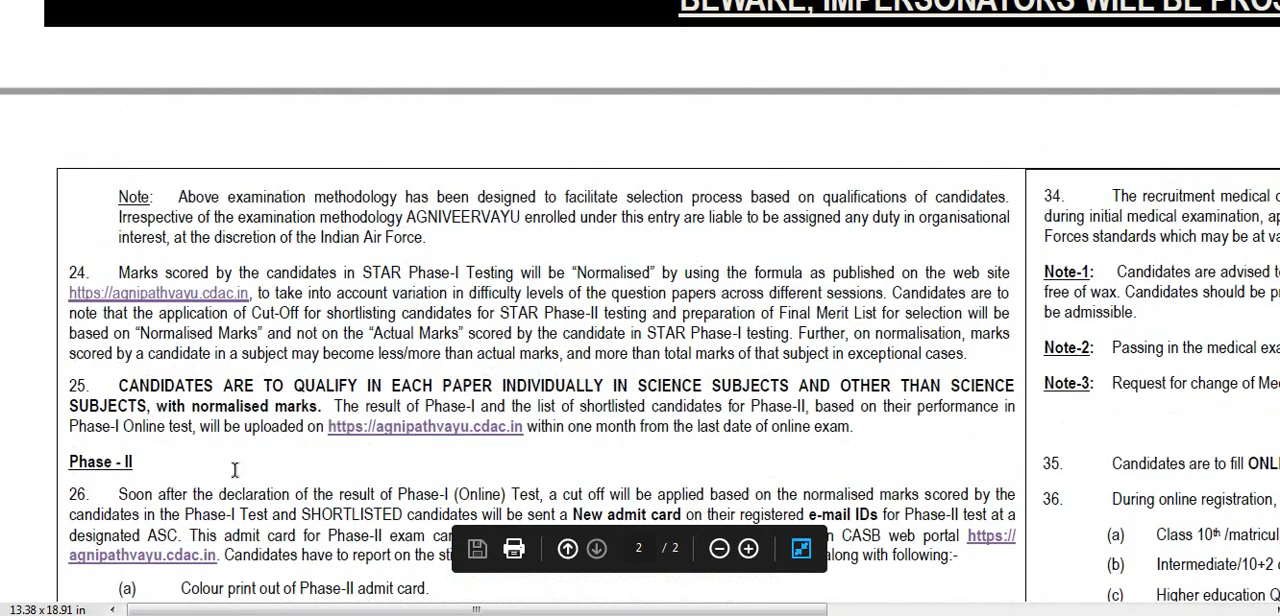 BEWARE, IMPERSONATORS WILL BE PROS
Note: Above examination methodology has been designed to facilitate selection process based on qualifications of candidates.
Irrespective of the examination methodology AGNIVEERVAYU enrolled under this entry are liable to be assigned any duty in organisational
interest, at the discretion of the Indian Air Force.
24. Marks scored by the candidates in STAR Phase-I Testing will be “Normalised” by using the formula as published on the web site
https://agnipathvayu.cdac.in, to take into account variation in difficulty levels of the question papers across different sessions. Candidates are to
note that the application of Cut-Off for shortlisting candidates for STAR Phase-II testing and preparation of Final Merit List for selection will be
based on “Normalised Marks” and not on the “Actual Marks” scored by the candidate in STAR Phase-I testing. Further, on normalisation, marks
scored by a candidate in a subject may become less/more than actual marks, and more than total marks of that subject in exceptional cases.
25. CANDIDATES ARE TO QUALIFY IN EACH PAPER INDIVIDUALLY IN SCIENCE SUBJECTS AND OTHER THAN SCIENCE
SUBJECTS, with normalised marks. The result of Phase-I and the list of shortlisted candidates for Phase-II, based on their performance in
Phase-I Online test, will be uploaded on https://agnipathvayu.cdac.in within one month from the last date of online exam.
Phase - II
26. Soon after the declaration of the result of Phase-I (Online) Test, a cut off will be applied based on the normalised marks scored by the
candidates in the Phase-I Test and SHORTLISTED candidates will be sent a New admit card on their registered e-mail IDs for Phase-II test at a
designated ASC. This admit card for Phase-II exam CASB web portal https://
agnipathvayu.cdac.in. Candidates have to report on the along with following:-
(a) Colour print out of Phase-II admit card.
34. The recruitment medical
during initial medical examination,
Forces standards which may be at
Note-1: Candidates are advised
free of wax. Candidates should be
be admissible.
Note-2: Passing in the medical
Note-3: Request for change of
35. Candidates are to fill
36. During online registration,
(a) Class 10th
(b) Intermediate/10+2
(c) Higher education
2 / 2
13.38 x 18.91 in